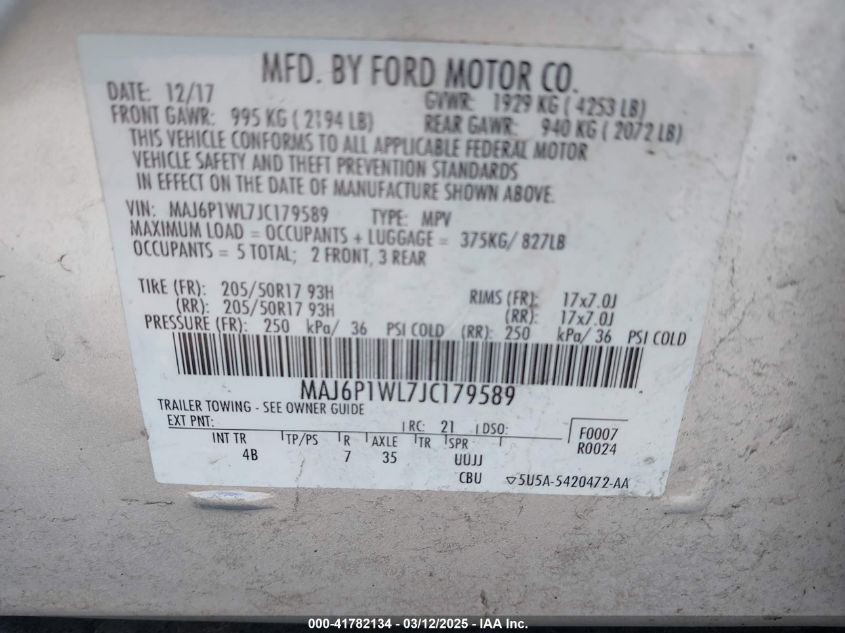 MFD. BY FORD MOTOR CO.
DATE: 12/17 GVWR: 1929 KG ( 4253 LB)
FRONT GAWR: 995 KG ( 2194 LB) REAR GAWR: 940 KG ( 2072 LB)
THIS VEHICLE CONFORMS TO ALL APPLICABLE FEDERAL MOTOR
VEHICLE SAFETY AND THEFT PREVENTION STANDARDS
IN EFFECT ON THE DATE OF MANUFACTURE SHOWN ABOVE.
VIN: MAJ6P1WL7JC179589 TYPE: MPV
MAXIMUM LOAD = OCCUPANTS + LUGGAGE = 375KG/ 827LB
OCCUPANTS = 5 TOTAL; 2 FRONT, 3 REAR
TIRE (FR): 205/50R17 93H RIMS (FR): 17x7.0J
(RR): 205/50R17 93H (RR): 17x7.0J
PRESSURE (FR): 250 kPa/ 36 PSI COLD (RR): 250 kPa/ 36 PSI COLD
MAJ6P1WL7JC179589
TRAILER TOWING - SEE OWNER GUIDE
EXT PNT: RC: 21 DSO: F0007
R0024
INT TR TP/PS R AXLE TR SPR
4B 7 35 UUJJ
CBU ▽5U5A-5420472-AA
000-41782134 - 03/12/2025 - IAA Inc.